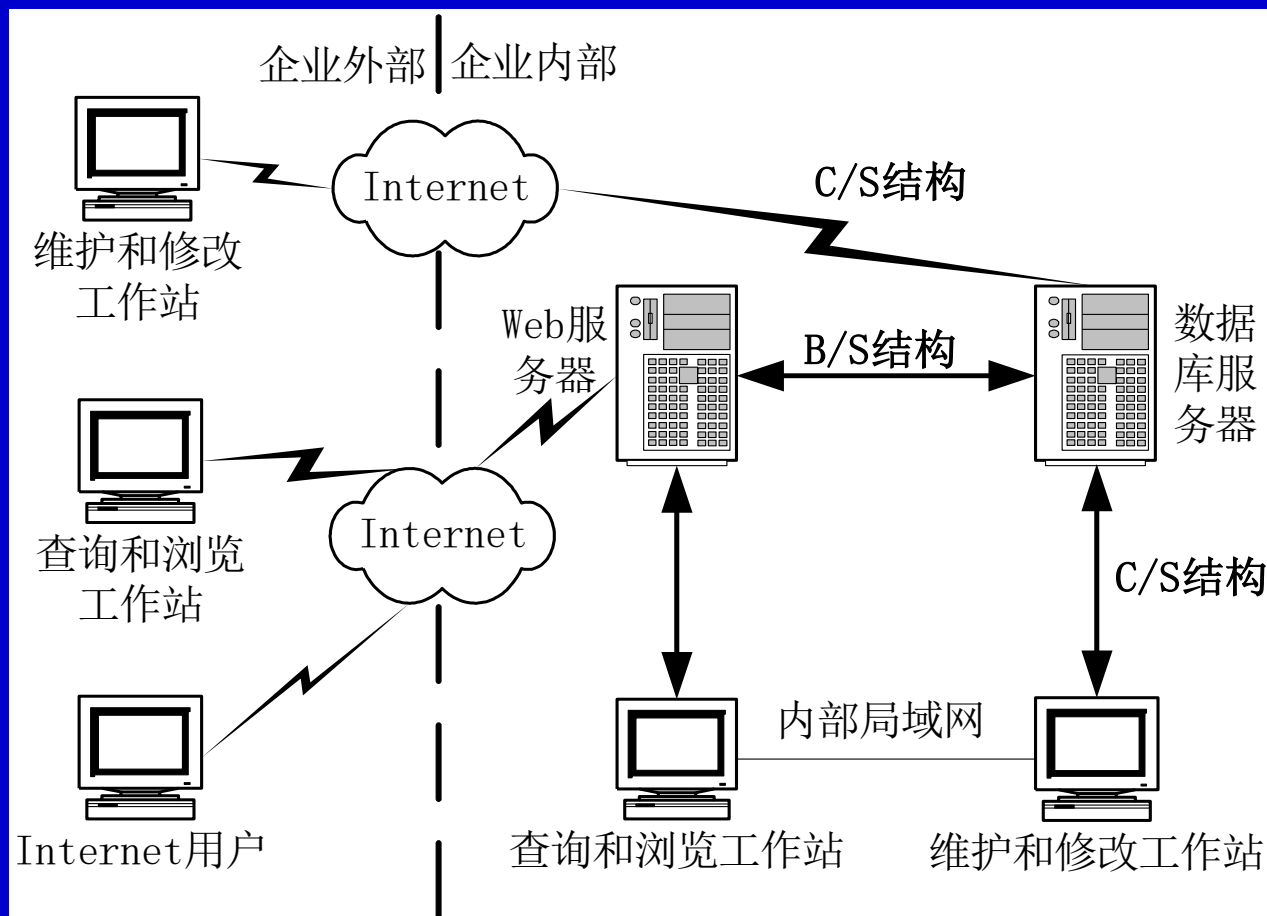 企业外部
企业内部
Internet
C/S结构
维护和修改
工作站
Web服
务器
B/S结构
数据
库服
务器
Internet
查询和浏览
工作站
C/S结构
内部局域网
Internet用户
查询和浏览工作站
维护和修改工作站